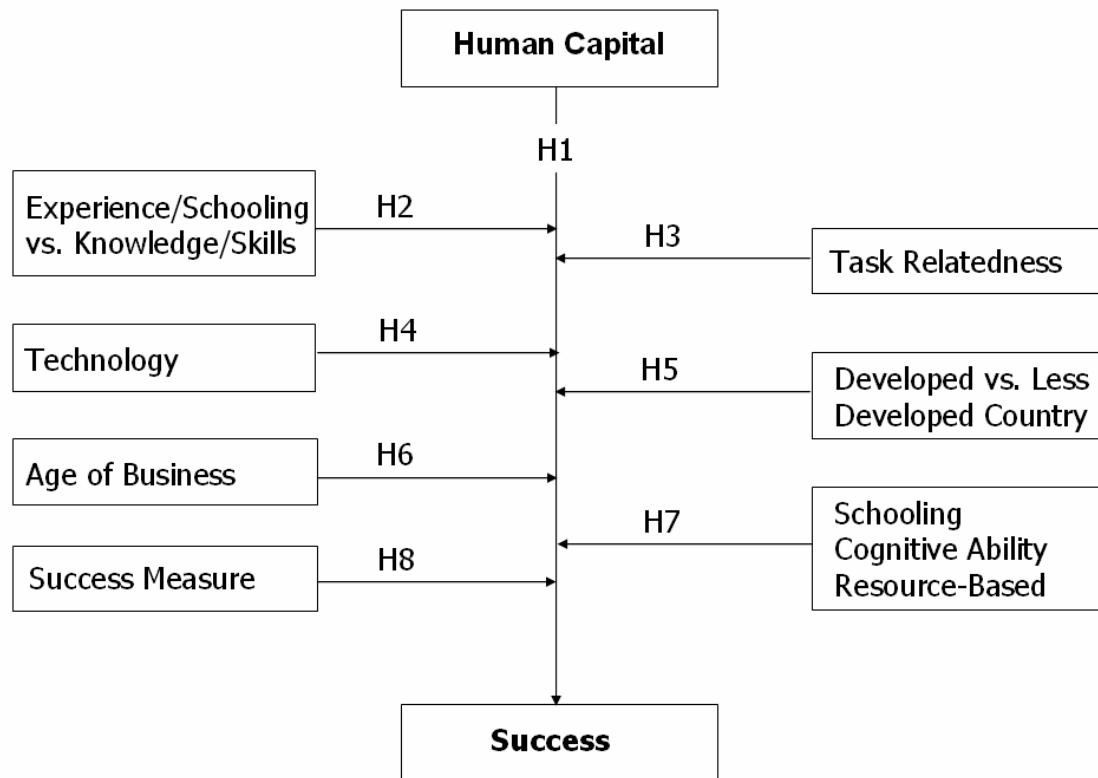 Human Capital
H1
Experience/Schooling
vs. Knowledge/Skills
H2
H3
Task Relatedness
Technology
H4
H5
Developed vs. Less
Developed Country
Age of Business
H6
H7
Schooling
Cognitive Ability
Resource-Based
Success Measure
H8
Success